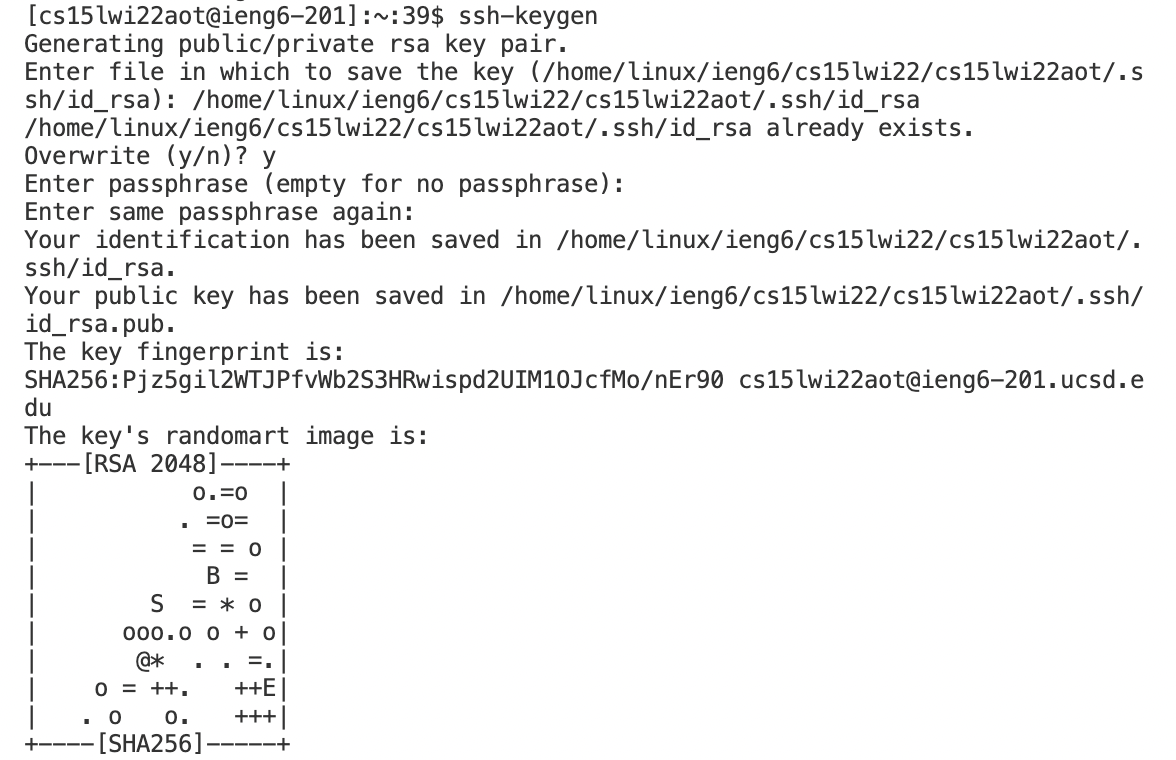 [cs15lwi22aot@ieng6-201]:~:39$ ssh-keygen
Generating public/private rsa key pair.
Enter file in which to save the key (/home/linux/ieng6/cs15lwi22/cs15lwi22aot/.s
sh/id_rsa): /home/linux/ieng6/cs15lwi22/cs15lwi22aot/.ssh/id_rsa
/home/linux/ieng6/cs15lwi22/cs15lwi22aot/.ssh/id_rsa already exists.
Overwrite (y/n)? y
Enter passphrase (empty for no passphrase):
Enter same passphrase again:
Your identification has been saved in /home/linux/ieng6/cs15lwi22/cs15lwi22aot/.
ssh/id_rsa.
Your public key has been saved in /home/linux/ieng6/cs15lwi22/cs15lwi22aot/.ssh/
id_rsa.pub.
The key fingerprint is:
SHA256:Pjz5gil2WTJPfvWb2S3HRwispd2UIM1OJcfMo/nEr90 cs15lwi22aot@ieng6-201.ucsd.e
du
The key's randomart image is:
+---[RSA 2048]----+
|           o.=o  |
|          . =o=  |
|           = = o |
|            B =  |
|        S  = * o |
|      ooo.o o + o|
|       @*  . . =.|
|    o = ++.   ++E|
|   . o   o.   +++|
+----[SHA256]-----+